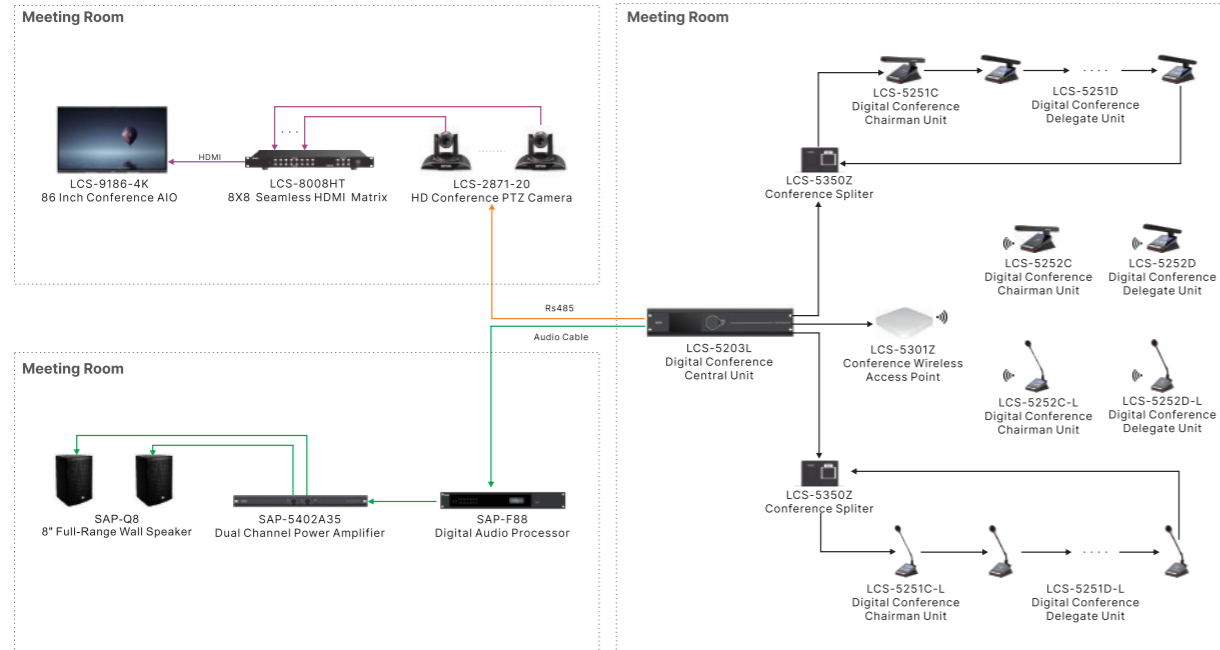 Meeting Room
HDMI
LCS-9186-4K
86 Inch Conference AIO
LCS-8008HT
8X8 Seamless HDMI Matrix
LCS-2871-20
HD Conference PTZ Camera
Rs485
Audio Cable
Meeting Room
SAP-Q8
8" Full-Range Wall Speaker
SAP-5402A35
Dual Channel Power Amplifier
SAP-F88
Digital Audio Processor
Meeting Room
LCS-5251C
Digital Conference
Chairman Unit
LCS-5251D
Digital Conference
Delegate Unit
LCS-5350Z
Conference Spliter
LCS-5252C
Digital Conference
Chairman Unit
LCS-5252D
Digital Conference
Delegate Unit
LCS-5203L
Digital Conference
Central Unit
LCS-5301Z
Conference Wireless
Access Point
LCS-5252C-L
Digital Conference
Chairman Unit
LCS-5252D-L
Digital Conference
Delegate Unit
LCS-5350Z
Conference Spliter
LCS-5251C-L
Digital Conference
Chairman Unit
LCS-5251D-L
Digital Conference
Delegate Unit